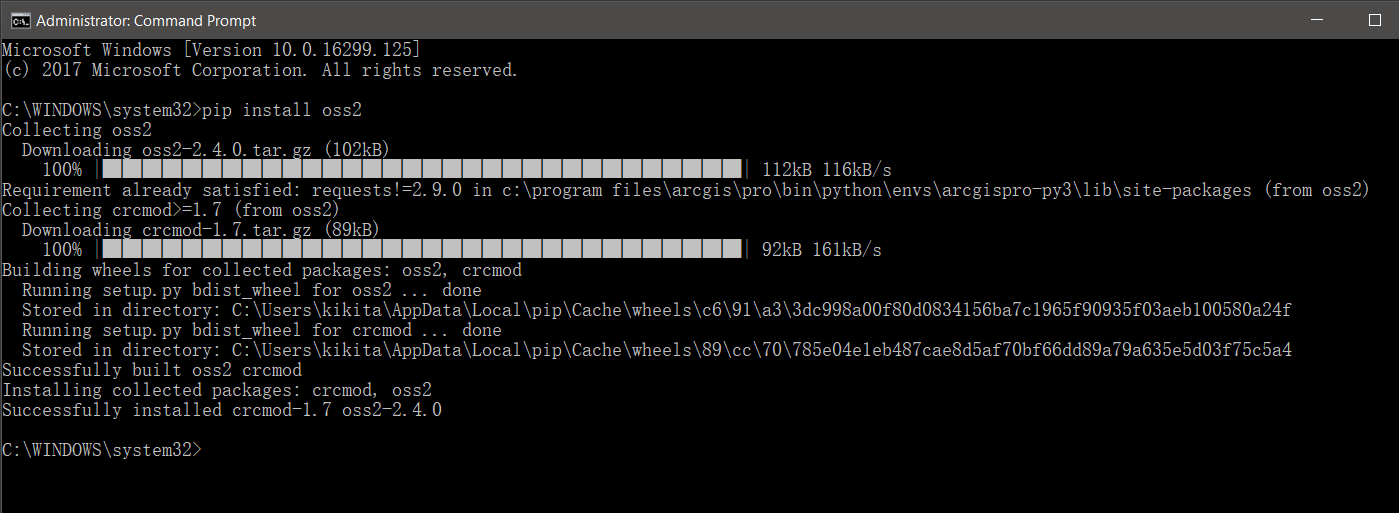 Administrator: Command Prompt
Microsoft Windows [Version 10.0.16299.125]
(c) 2017 Microsoft Corporation. All rights reserved.
C:\WINDOWS\system32>pip install oss2
Collecting oss2
Downloading oss2-2.4.0.tar.gz (102kB)
100% |████████████████████████████████| 112kB 116kB/s
Requirement already satisfied: requests!=2.9.0 in c:\program files\arcgis\pro\bin\python\envs\arcgispro-py3\lib\site-packages (from oss2)
Collecting crcmod>=1.7 (from oss2)
Downloading crcmod-1.7.tar.gz (89kB)
100% |████████████████████████████████| 92kB 161kB/s
Building wheels for collected packages: oss2, crcmod
Running setup.py bdist_wheel for oss2 ... done
Stored in directory: C:\Users\kikita\AppData\Local\pip\Cache\wheels\c6\91\a3\3dc998a00f80d0834156ba7c1965f90935f03aeb100580a24f
Running setup.py bdist_wheel for crcmod ... done
Stored in directory: C:\Users\kikita\AppData\Local\pip\Cache\wheels\89\cc\70\785e04e1eb487cae8d5af70bf66dd89a79a635e5d03f75c5a4
Successfully built oss2 crcmod
Installing collected packages: crcmod, oss2
Successfully installed crcmod-1.7 oss2-2.4.0
C:\WINDOWS\system32>